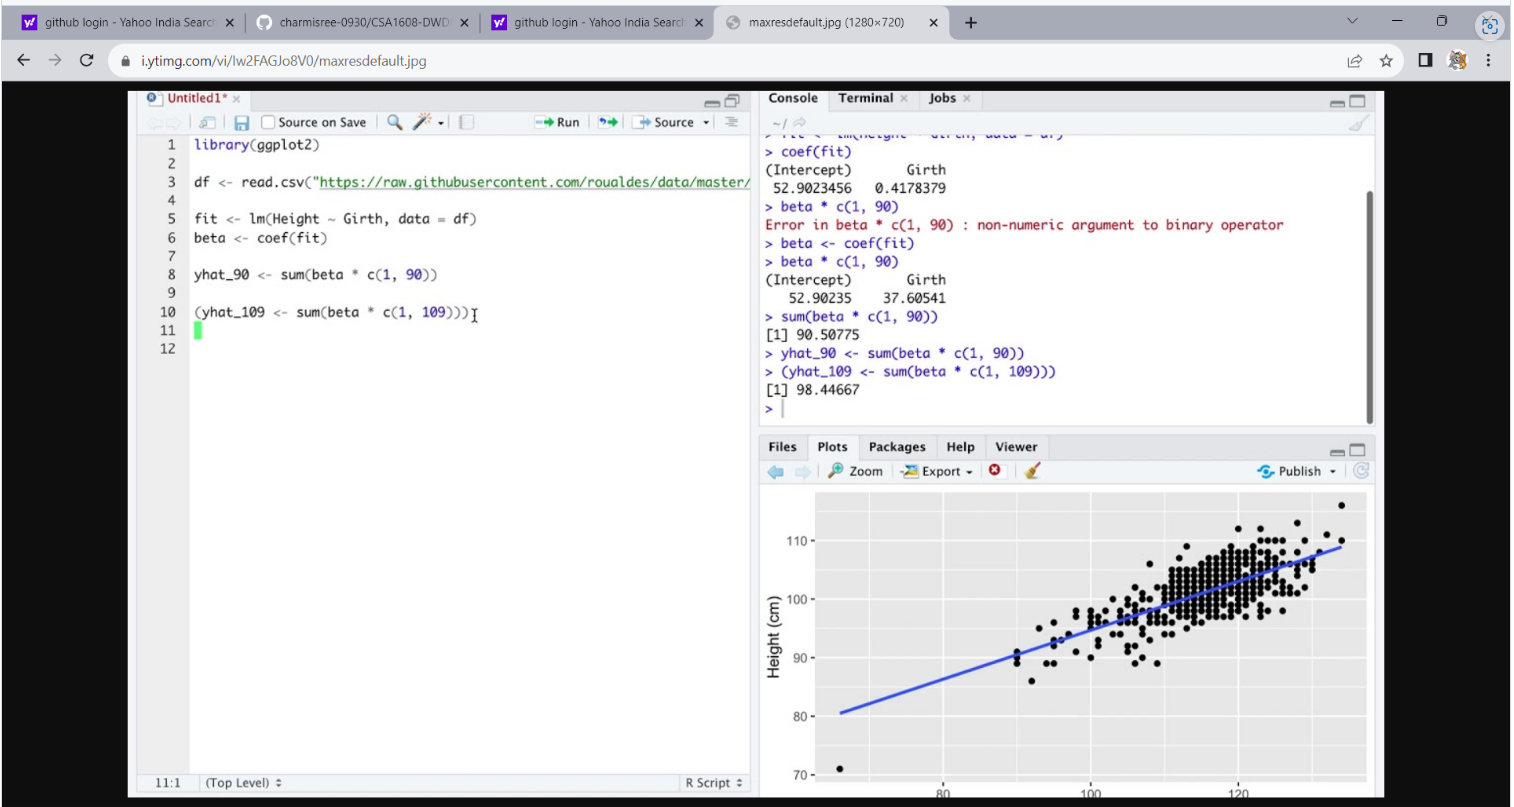 github login - Yahoo India Search
charmisree-0930/CSA1608-DWD
github login - Yahoo India Search
maxresdefault.jpg (1280×720)
i.ytimg.com/vi/Iw2FAGJo8V0/maxresdefault.jpg
Untitled1*
Source on Save
Run
Source
1 library(ggplot2)
2
3 df <- read.csv("https://raw.githubusercontent.com/roualdes/data/master/
4
5 fit <- lm(Height ~ Girth, data = df)
6 beta <- coef(fit)
7
8 yhat_90 <- sum(beta * c(1, 90))
9
10 (yhat_109 <- sum(beta * c(1, 109)))
11
12
11:1 (Top Level) R Script
Console Terminal Jobs
~/
> fit <- lm(Height ~ Girth, data = df)
> coef(fit)
(Intercept) Girth
52.9023456 0.4178379
> beta * c(1, 90)
Error in beta * c(1, 90) : non-numeric argument to binary operator
> beta <- coef(fit)
> beta * c(1, 90)
(Intercept) Girth
52.90235 37.60541
> sum(beta * c(1, 90))
[1] 90.50775
> yhat_90 <- sum(beta * c(1, 90))
> (yhat_109 <- sum(beta * c(1, 109)))
[1] 98.44667
>
Files Plots Packages Help Viewer
Zoom Export Publish
110
100
90
80
70
Height (cm)
80 100 120